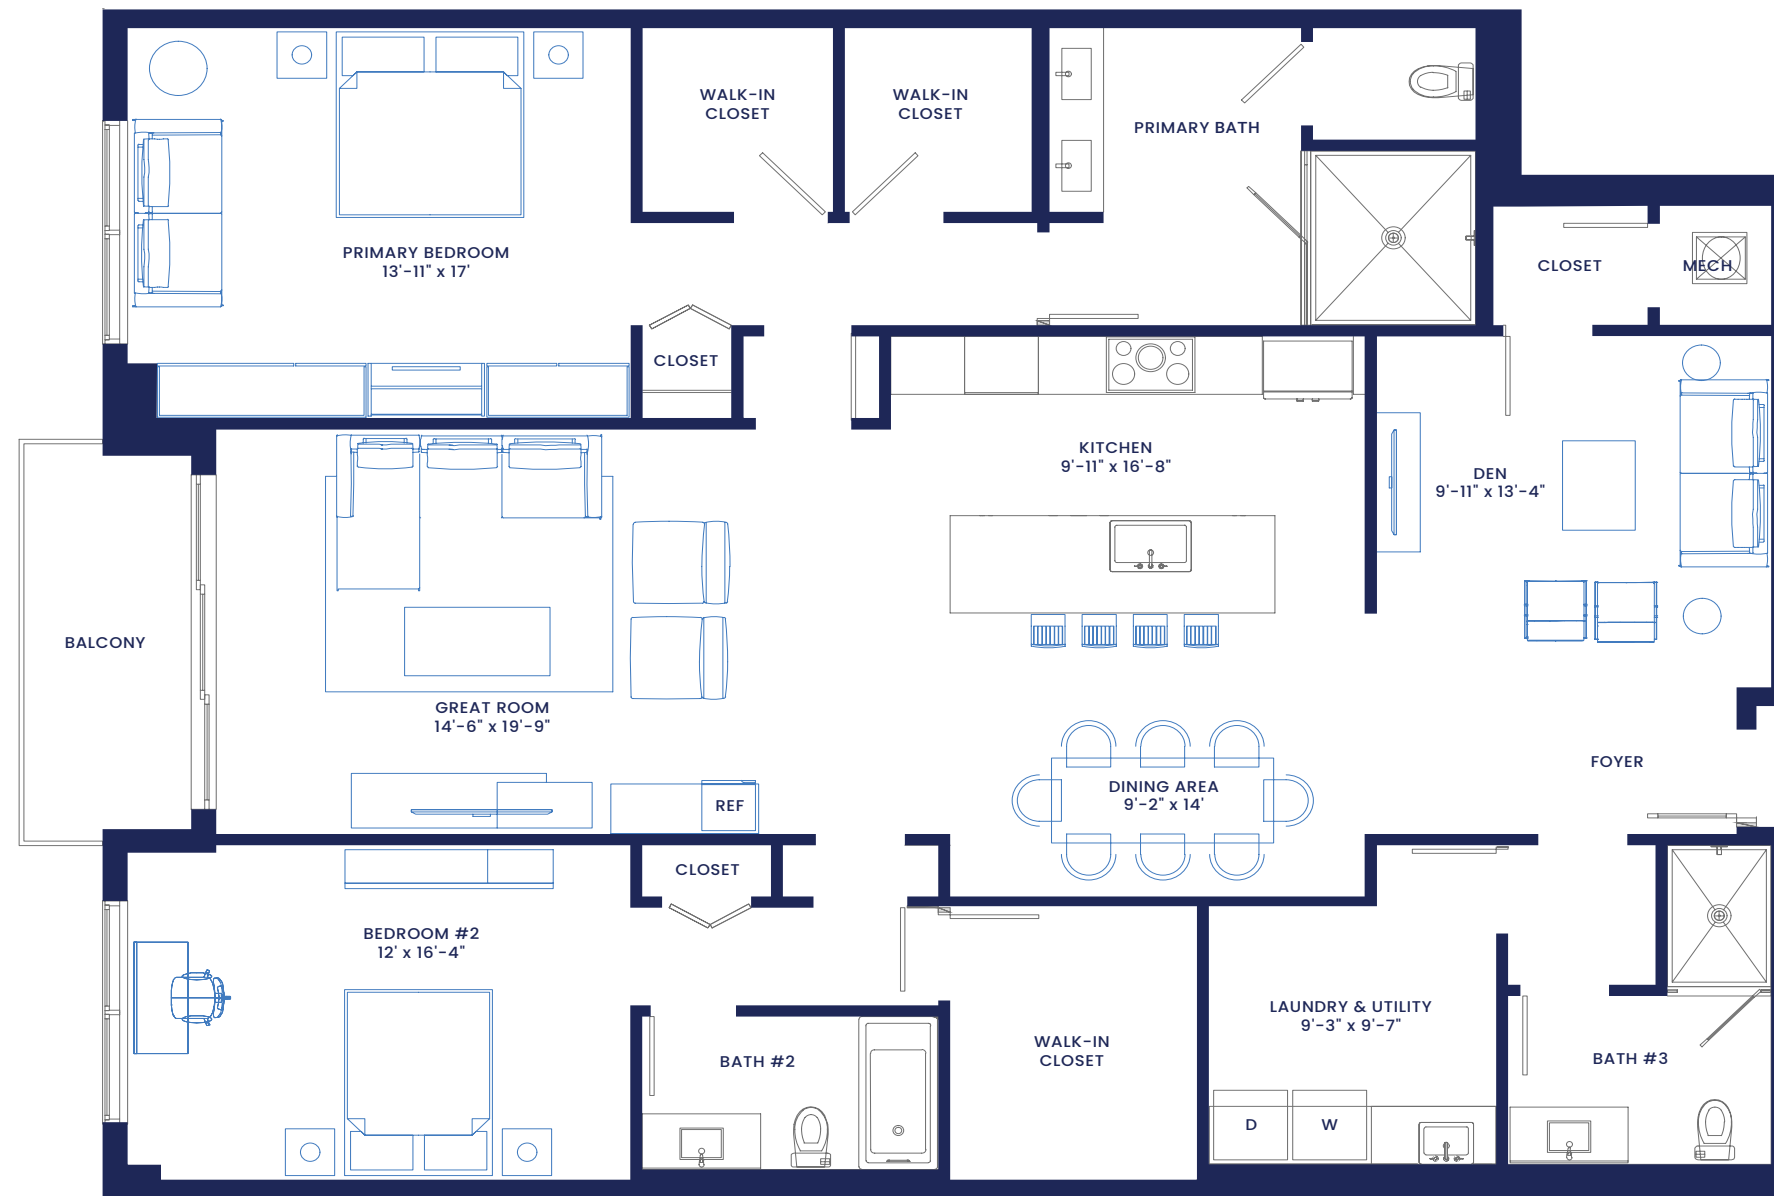 WALK-IN
CLOSET
WALK-IN
CLOSET
PRIMARY BATH
PRIMARY BEDROOM
13'-11" x 17'
CLOSET
MECH
CLOSET
KITCHEN
9'-11" x 16'-8"
DEN
9'-11" x 13'-4"
BALCONY
GREAT ROOM
14'-6" x 19'-9"
FOYER
DINING AREA
9'-2" x 14'
REF
CLOSET
BEDROOM #2
12' x 16'-4"
LAUNDRY & UTILITY
9'-3" x 9'-7"
WALK-IN
CLOSET
BATH #2
BATH #3
D
W